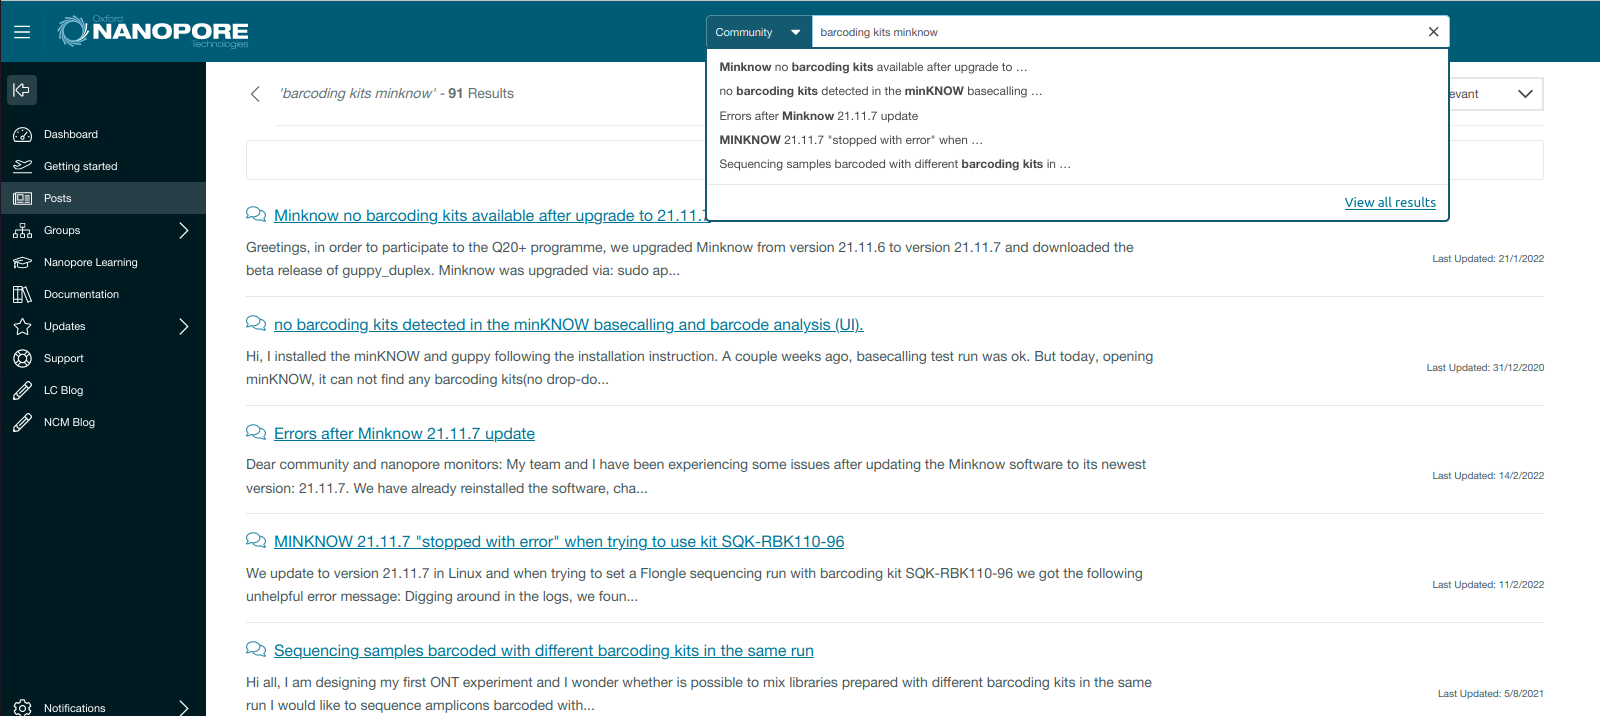 Oxford
NANOPORE
Technologies
Community
barcoding kits minknow
Minknow no barcoding kits available after upgrade to ...
no barcoding kits detected in the minKNOW basecalling ...
Errors after Minknow 21.11.7 update
MINKNOW 21.11.7 "stopped with error" when ...
Sequencing samples barcoded with different barcoding kits in ...
View all results
Dashboard
Getting started
Posts
Groups
Nanopore Learning
Documentation
Updates
Support
LC Blog
NCM Blog
Notifications
'barcoding kits minknow' - 91 Results
evant
Minknow no barcoding kits available after upgrade to 21.11.7
Greetings, in order to participate to the Q20+ programme, we upgraded Minknow from version 21.11.6 to version 21.11.7 and downloaded the
beta release of guppy_duplex. Minknow was upgraded via: sudo ap...
Last Updated: 21/1/2022
no barcoding kits detected in the minKNOW basecalling and barcode analysis (UI).
Hi, I installed the minKNOW and guppy following the installation instruction. A couple weeks ago, basecalling test run was ok. But today, opening
minKNOW, it can not find any barcoding kits(no drop-do...
Last Updated: 31/12/2020
Errors after Minknow 21.11.7 update
Dear community and nanopore monitors: My team and I have been experiencing some issues after updating the Minknow software to its newest
version: 21.11.7. We have already reinstalled the software, cha...
Last Updated: 14/2/2022
MINKNOW 21.11.7 "stopped with error" when trying to use kit SQK-RBK110-96
We update to version 21.11.7 in Linux and when trying to set a Flongle sequencing run with barcoding kit SQK-RBK110-96 we got the following
unhelpful error message: Digging around in the logs, we foun...
Last Updated: 11/2/2022
Sequencing samples barcoded with different barcoding kits in the same run
Hi all, I am designing my first ONT experiment and I wonder whether is possible to mix libraries prepared with different barcoding kits in the same
run I would like to sequence amplicons barcoded with...
Last Updated: 5/8/2021